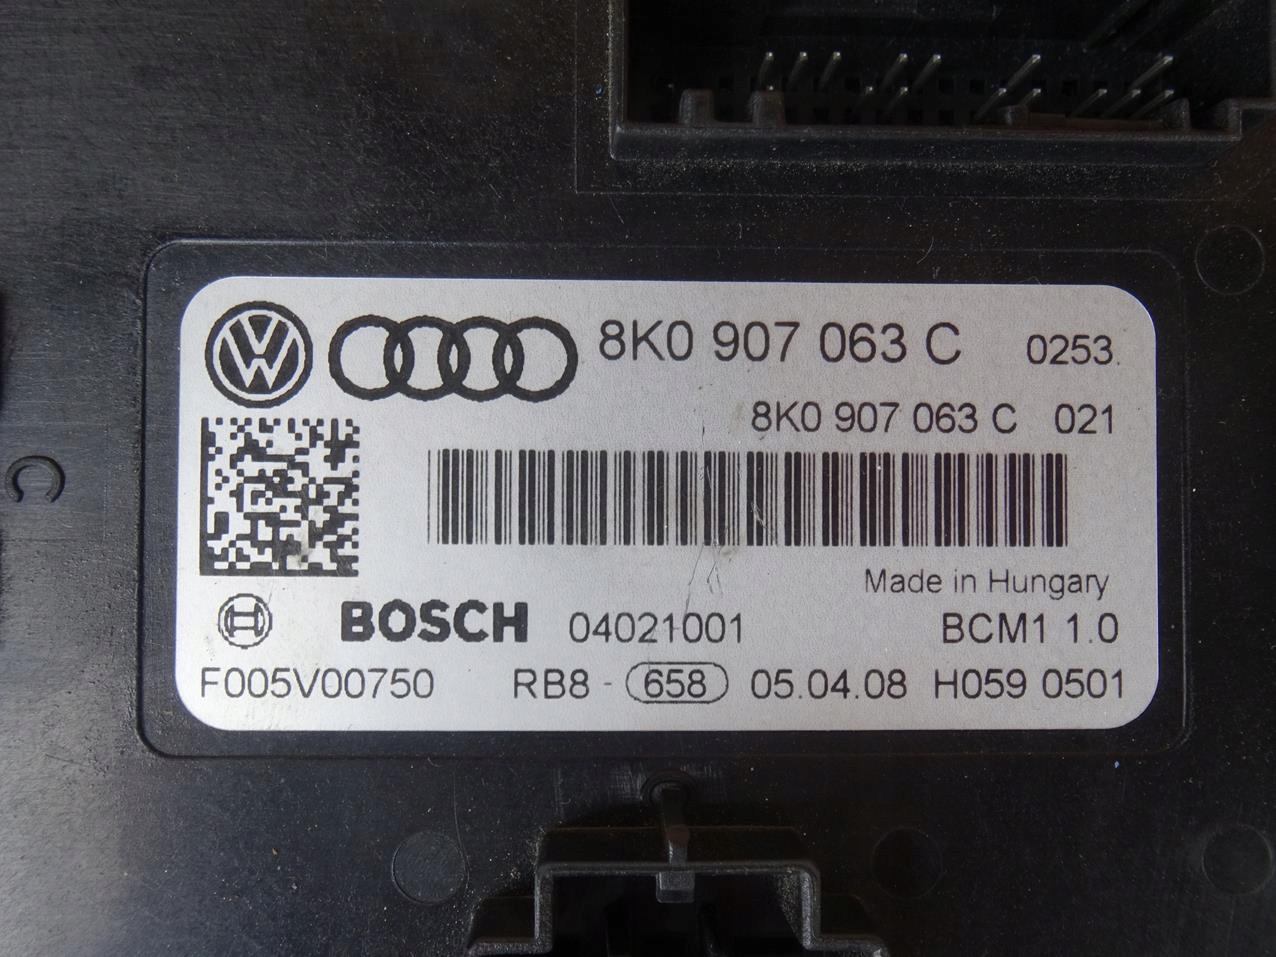 8K0 907 063 C 0253
8K0 907 063 C 021
Made in Hungary
BOSCH 04021001 BCM1 1.0
F005V00750 RB8 - 658 05.04.08 H059 0501